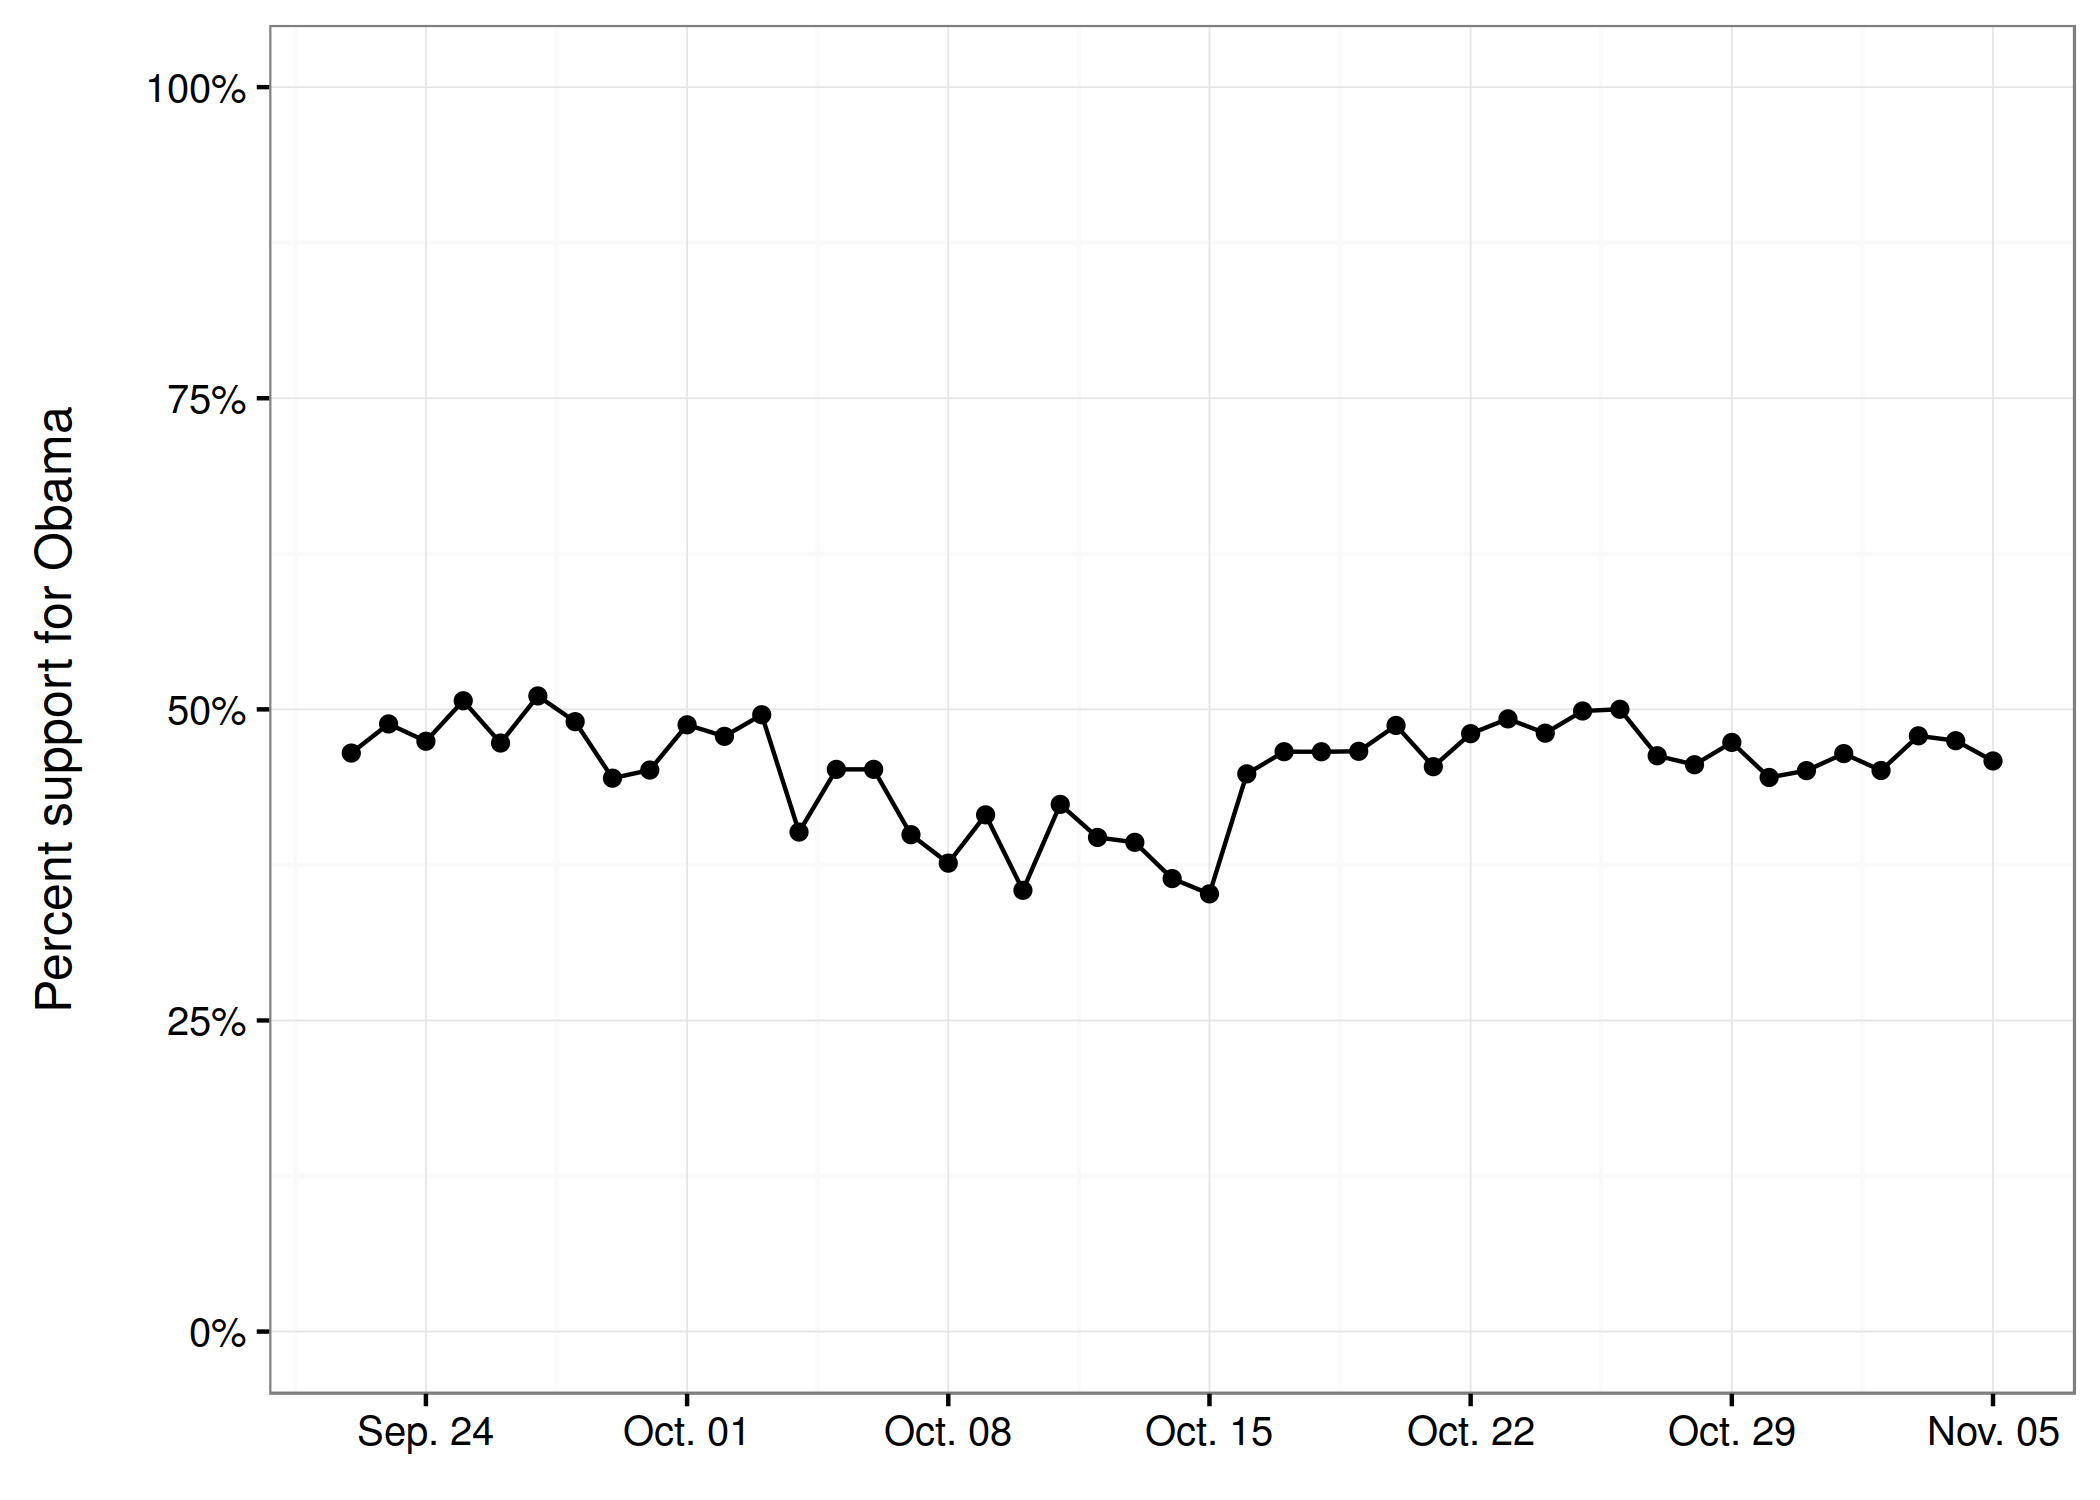 Percent support for Obama
100%
75%
50%
25%
0%
Sep. 24
Oct. 01
Oct. 08
Oct. 15
Oct. 22
Oct. 29
Nov. 05